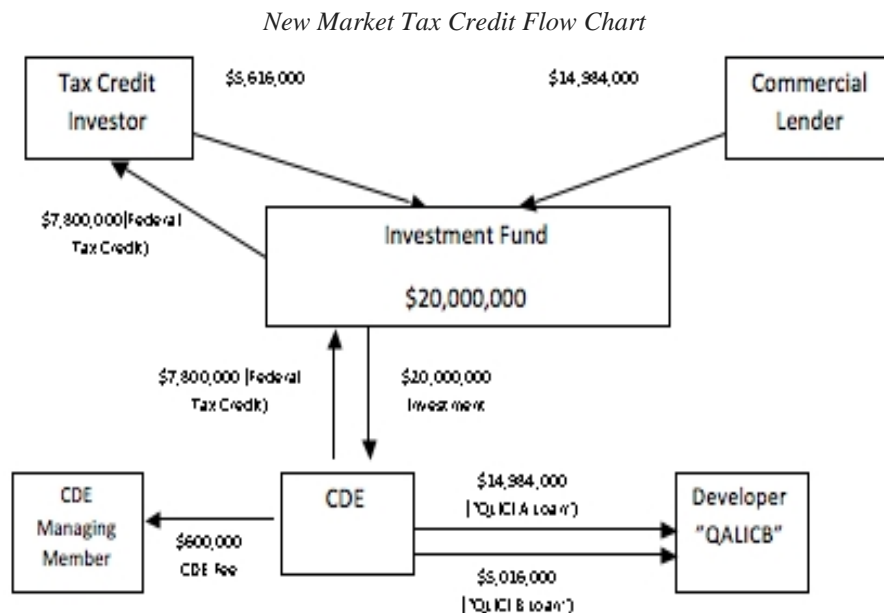 New Market Tax Credit Flow Chart
Tax Credit
Investor
$5,616,000
$14,984,000
Commercial
Lender
$7,800,000 (Federal
Tax Credit)
Investment Fund
$20,000,000
$7,800,000 (Federal
Tax Credit)
$20,000,000
Investment
CDE
Managing
Member
$600,000
CDE Fee
CDE
$14,984,000
("QLICI A Loan")
$5,016,000
("QLICI B Loan")
Developer
"QALICB"